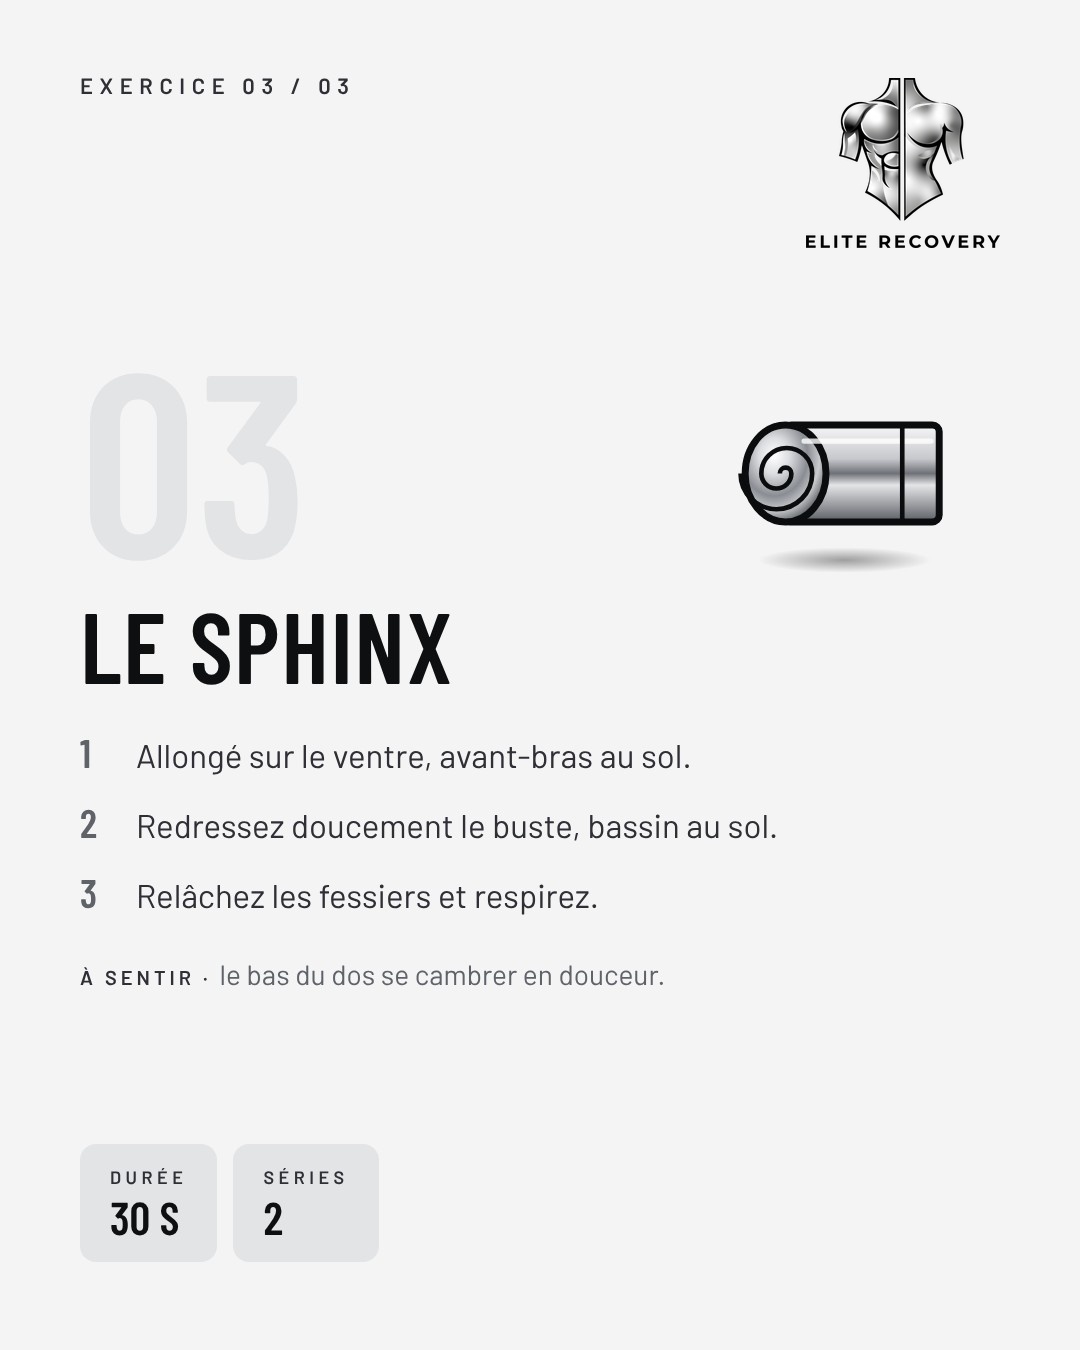 EXERCICE 03 / 03
ELITE RECOVERY
03
LE SPHINX
1 Allongé sur le ventre, avant-bras au sol.
2 Redressez doucement le buste, bassin au sol.
3 Relâchez les fessiers et respirez.
À SENTIR · le bas du dos se cambrer en douceur.
DURÉE
30 S
SÉRIES
2